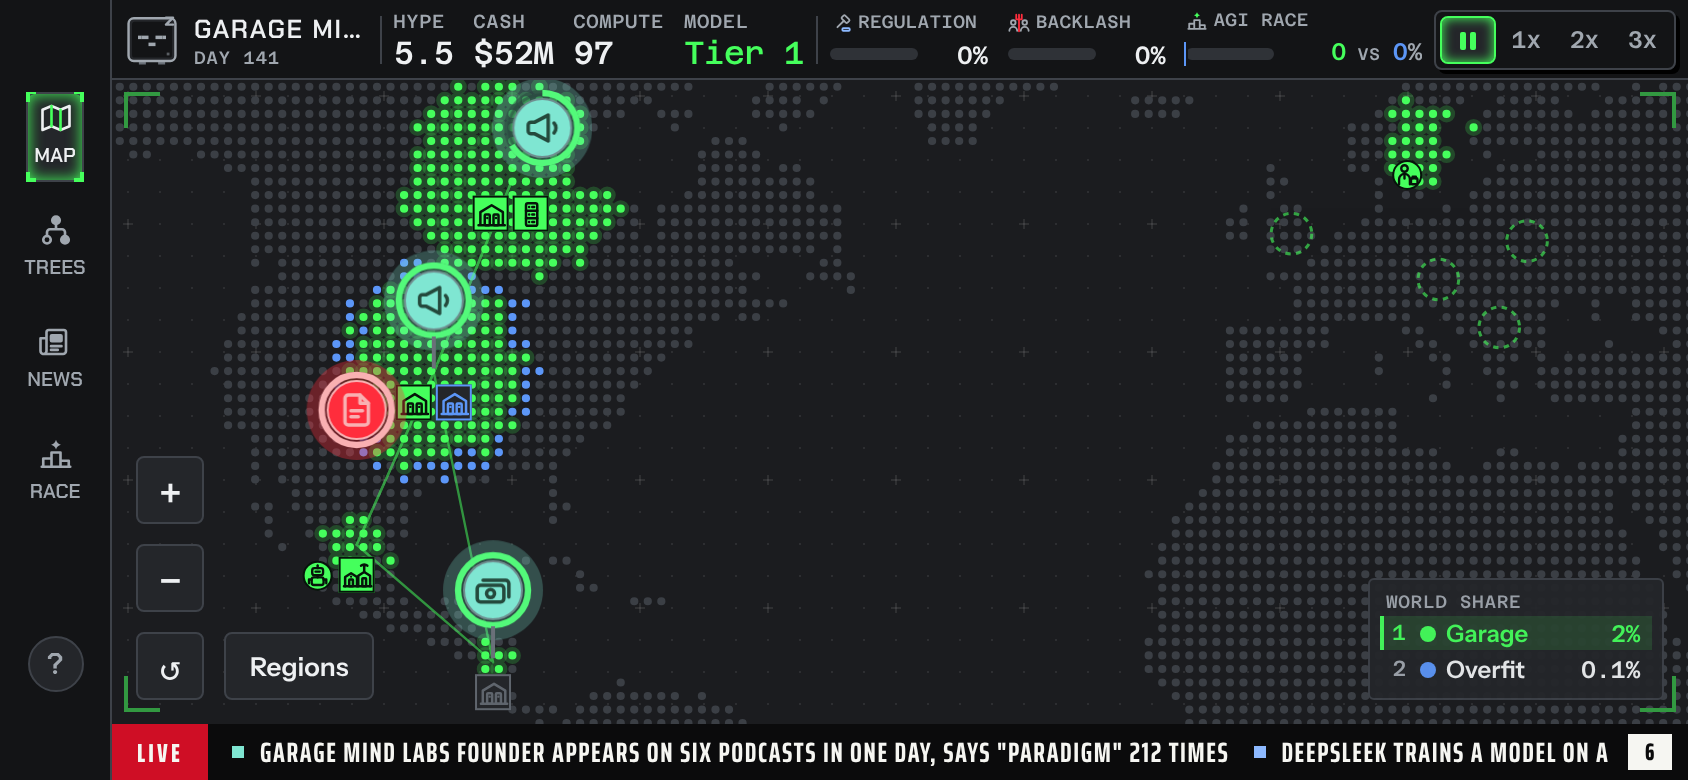 GARAGE MI...
DAY 141
HYPE
5.5
CASH
$52M
COMPUTE
97
MODEL
Tier 1
REGULATION
0%
BACKLASH
0%
AGI RACE
0 VS 0%
1x
2x
3x
MAP
TREES
NEWS
RACE
?
+
−
↺
Regions
WORLD SHARE
1 Garage 2%
2 Overfit 0.1%
LIVE
GARAGE MIND LABS FOUNDER APPEARS ON SIX PODCASTS IN ONE DAY, SAYS "PARADIGM" 212 TIMES
DEEPSLEEK TRAINS A MODEL ON A
6